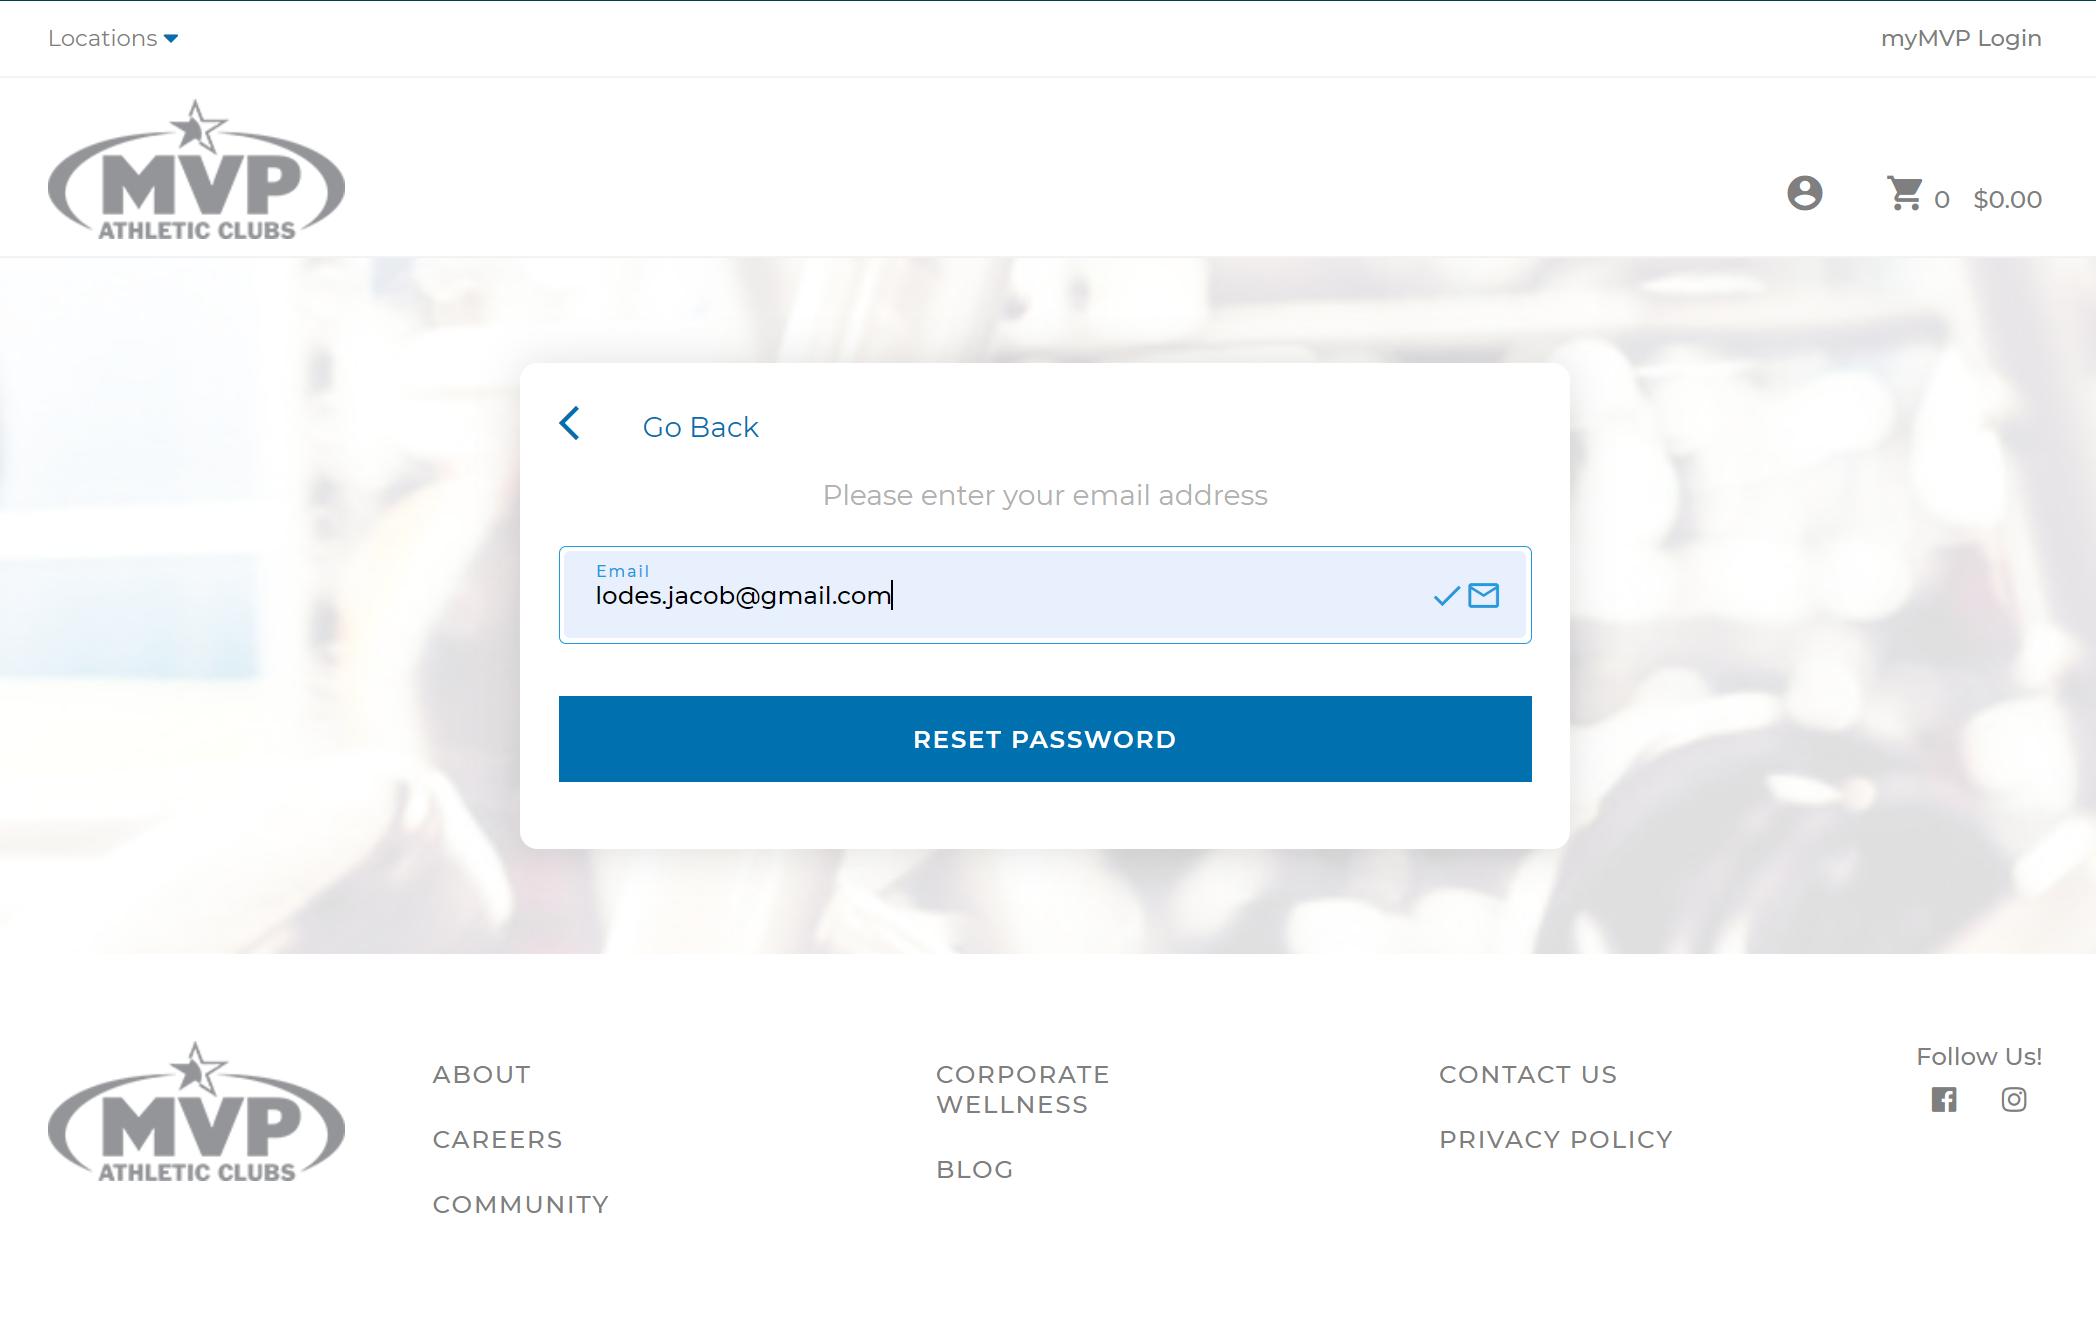 Locations
myMVP Login
MVP
ATHLETIC CLUBS
0 $0.00
Go Back
Please enter your email address
Email
lodes.jacob@gmail.com
RESET PASSWORD
MVP
ATHLETIC CLUBS
ABOUT
CAREERS
COMMUNITY
CORPORATE
WELLNESS
BLOG
CONTACT US
PRIVACY POLICY
Follow Us!